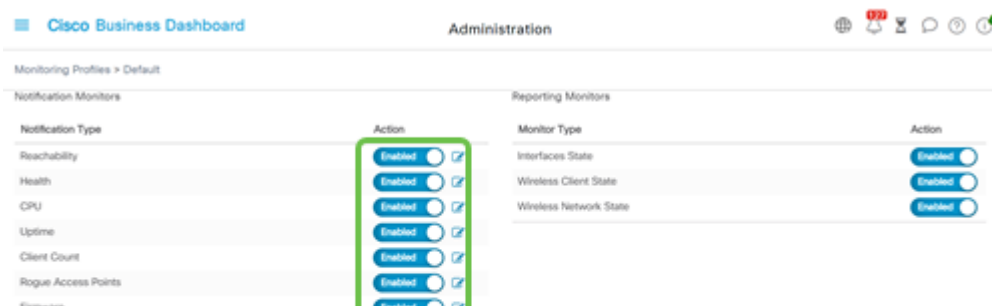 Cisco Business Dashboard
Administration
127
Monitoring Profiles > Default
Notification Monitors
Notification Type Action
Reachability Enabled
Health Enabled
CPU Enabled
Uptime Enabled
Client Count Enabled
Rogue Access Points Enabled
Enabled
Reporting Monitors
Monitor Type Action
Interfaces State Enabled
Wireless Client State Enabled
Wireless Network State Enabled